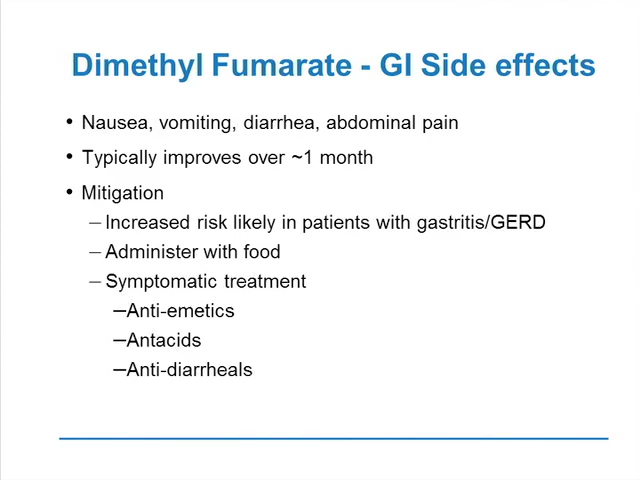 Dimethyl Fumarate - GI Side effects
• Nausea, vomiting, diarrhea, abdominal pain
• Typically improves over ~1 month
• Mitigation
– Increased risk likely in patients with gastritis/GERD
– Administer with food
– Symptomatic treatment
–Anti-emetics
–Antacids
–Anti-diarrheals